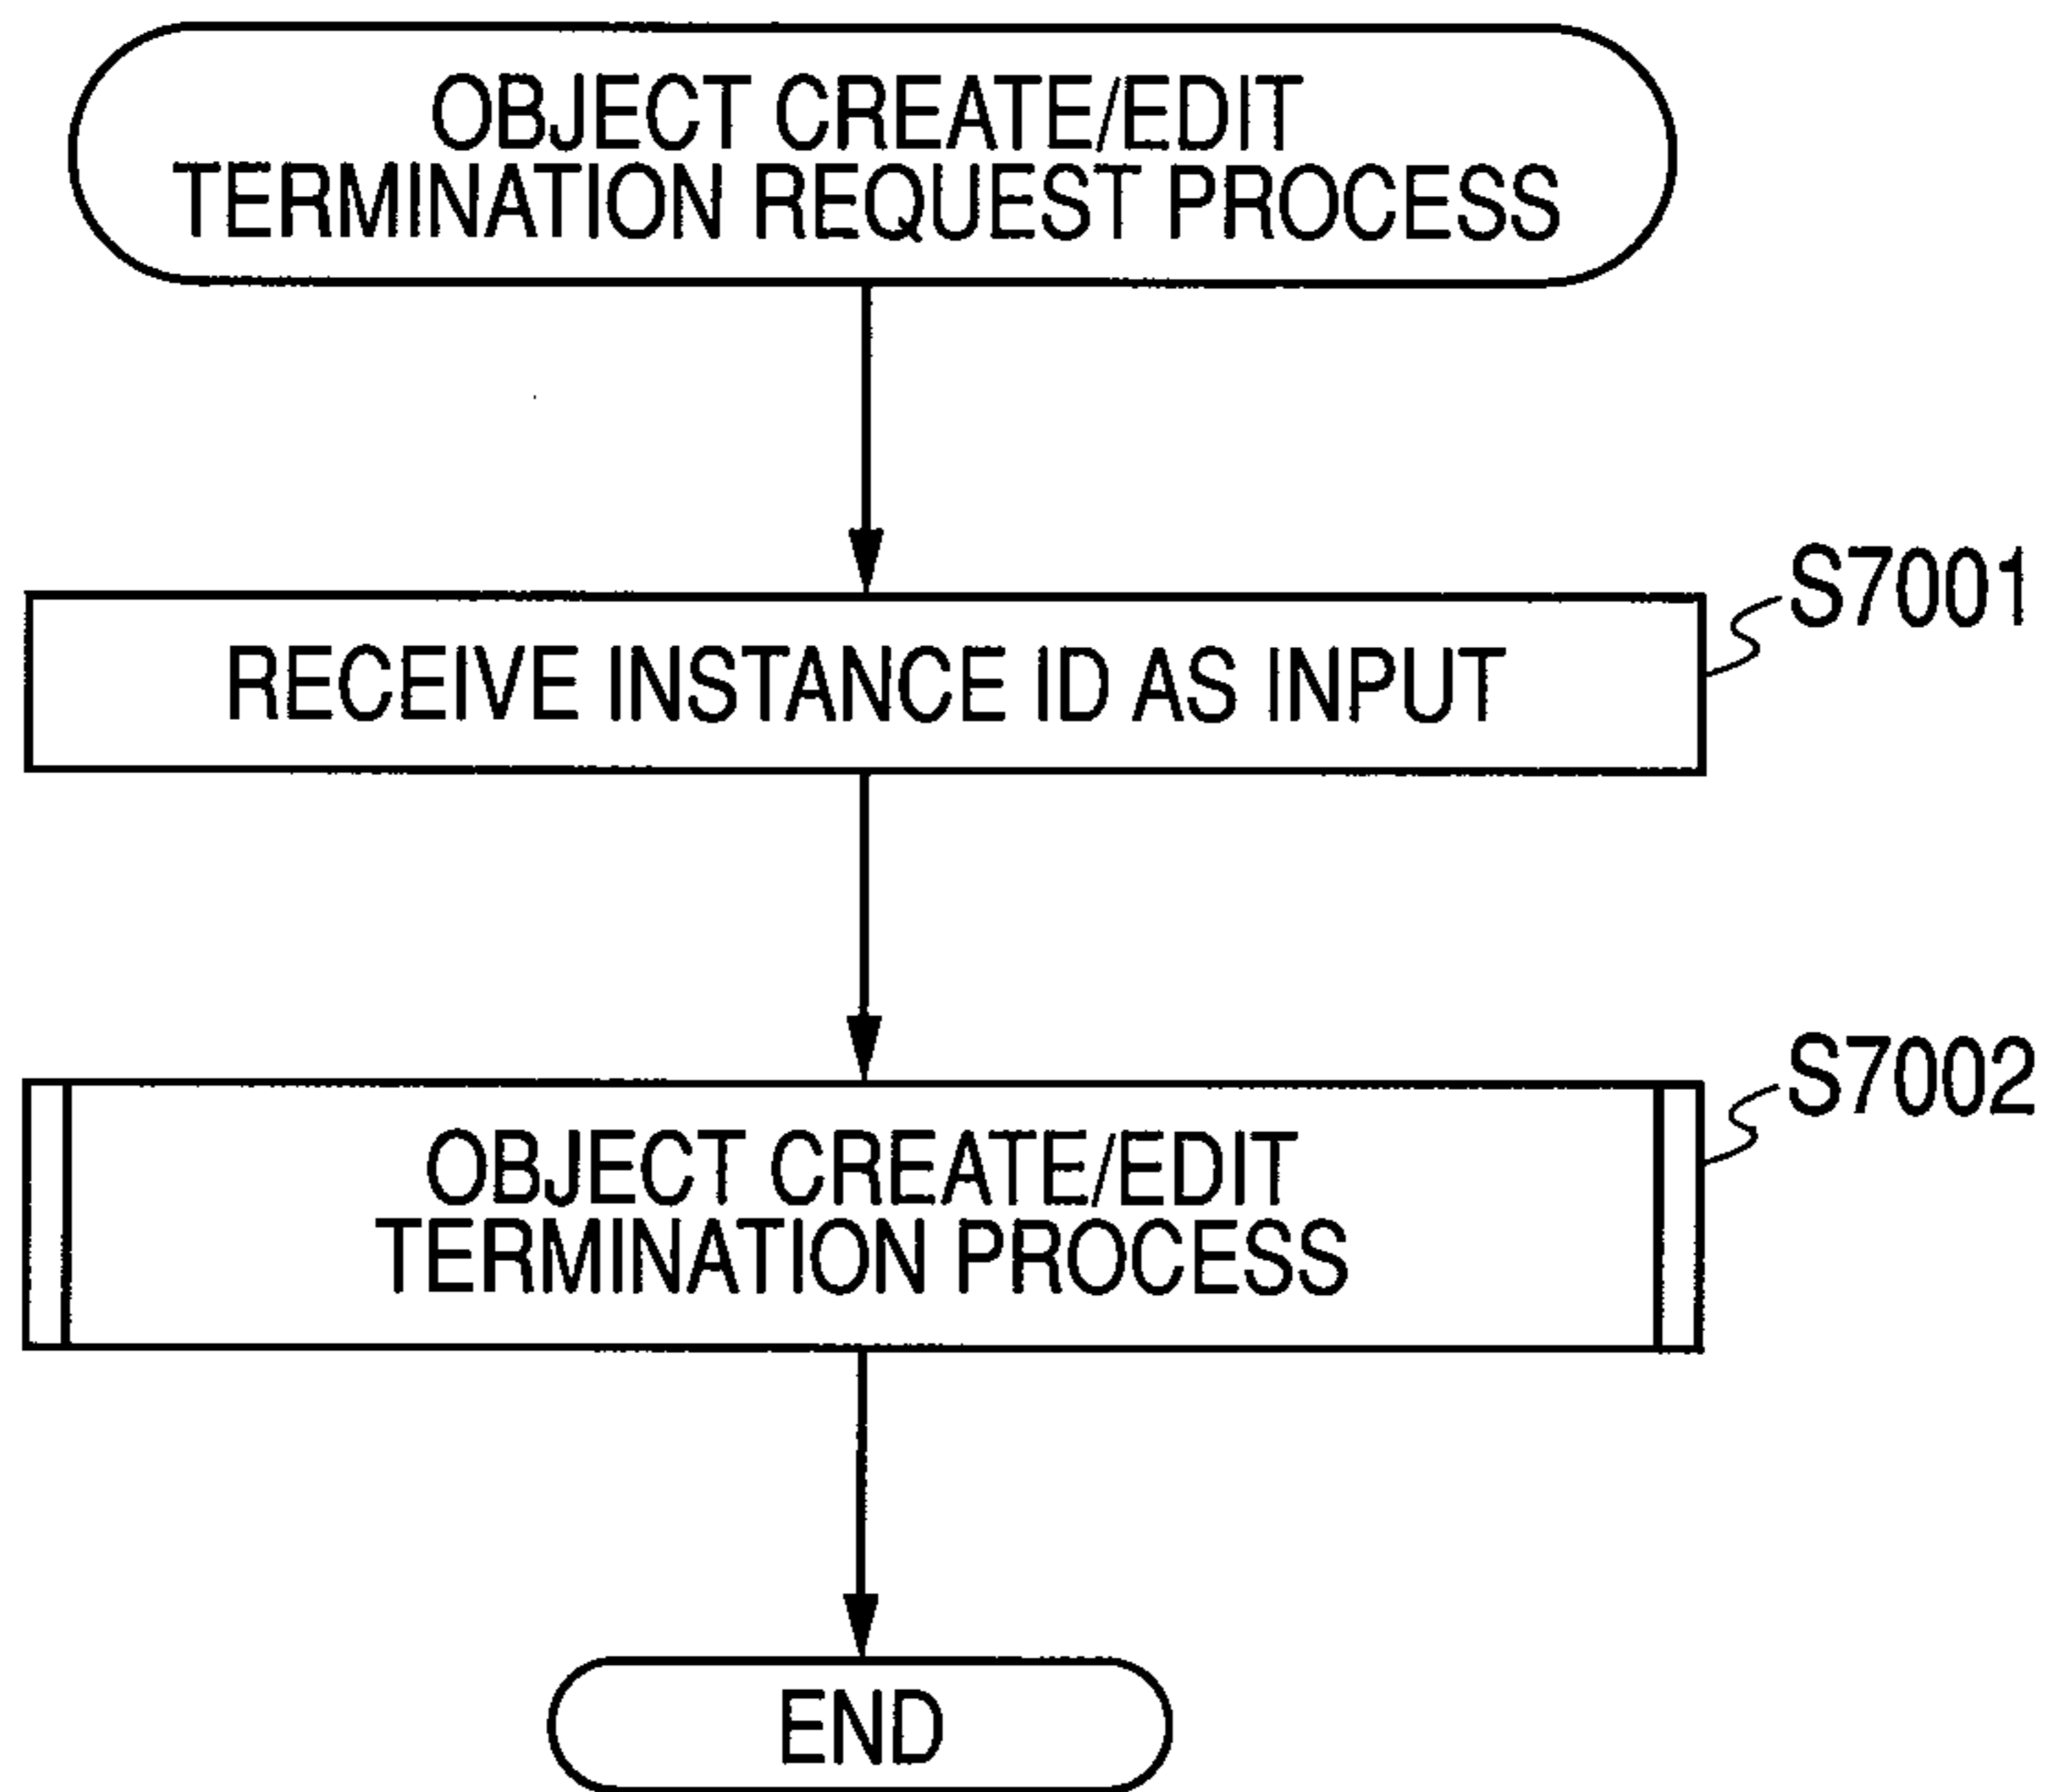 OBJECT CREATE/EDIT
TERMINATION REQUEST PROCESS
S7001
RECEIVE INSTANCE ID AS INPUT
S7002
OBJECT CREATE/EDIT
TERMINATION PROCESS
END